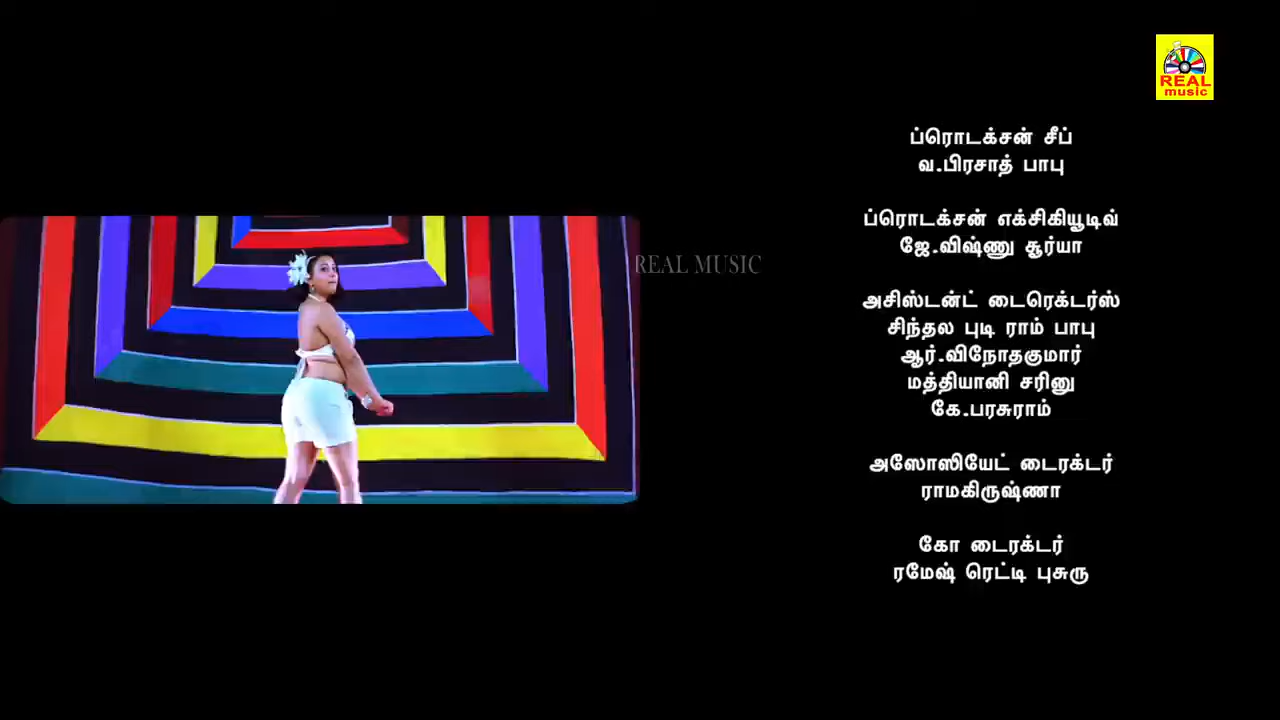 REAL
music
ப்ரொடக்சன் சீப்
வ.பிரசாத் பாபு
ப்ரொடக்சன் எக்சிகியூடிவ்
ஜே.விஷ்ணு சூர்யா
REAL MUSIC
அசிஸ்டன்ட் டைரெக்டர்ஸ்
சிந்தல புடி ராம் பாபு
ஆர்.விநோதகுமார்
மத்தியானி சரினு
கே.பரசுராம்
அஸோஸியேட் டைரக்டர்
ராமகிருஷ்ணா
கோ டைரக்டர்
ரமேஷ் ரெட்டி புசுரு